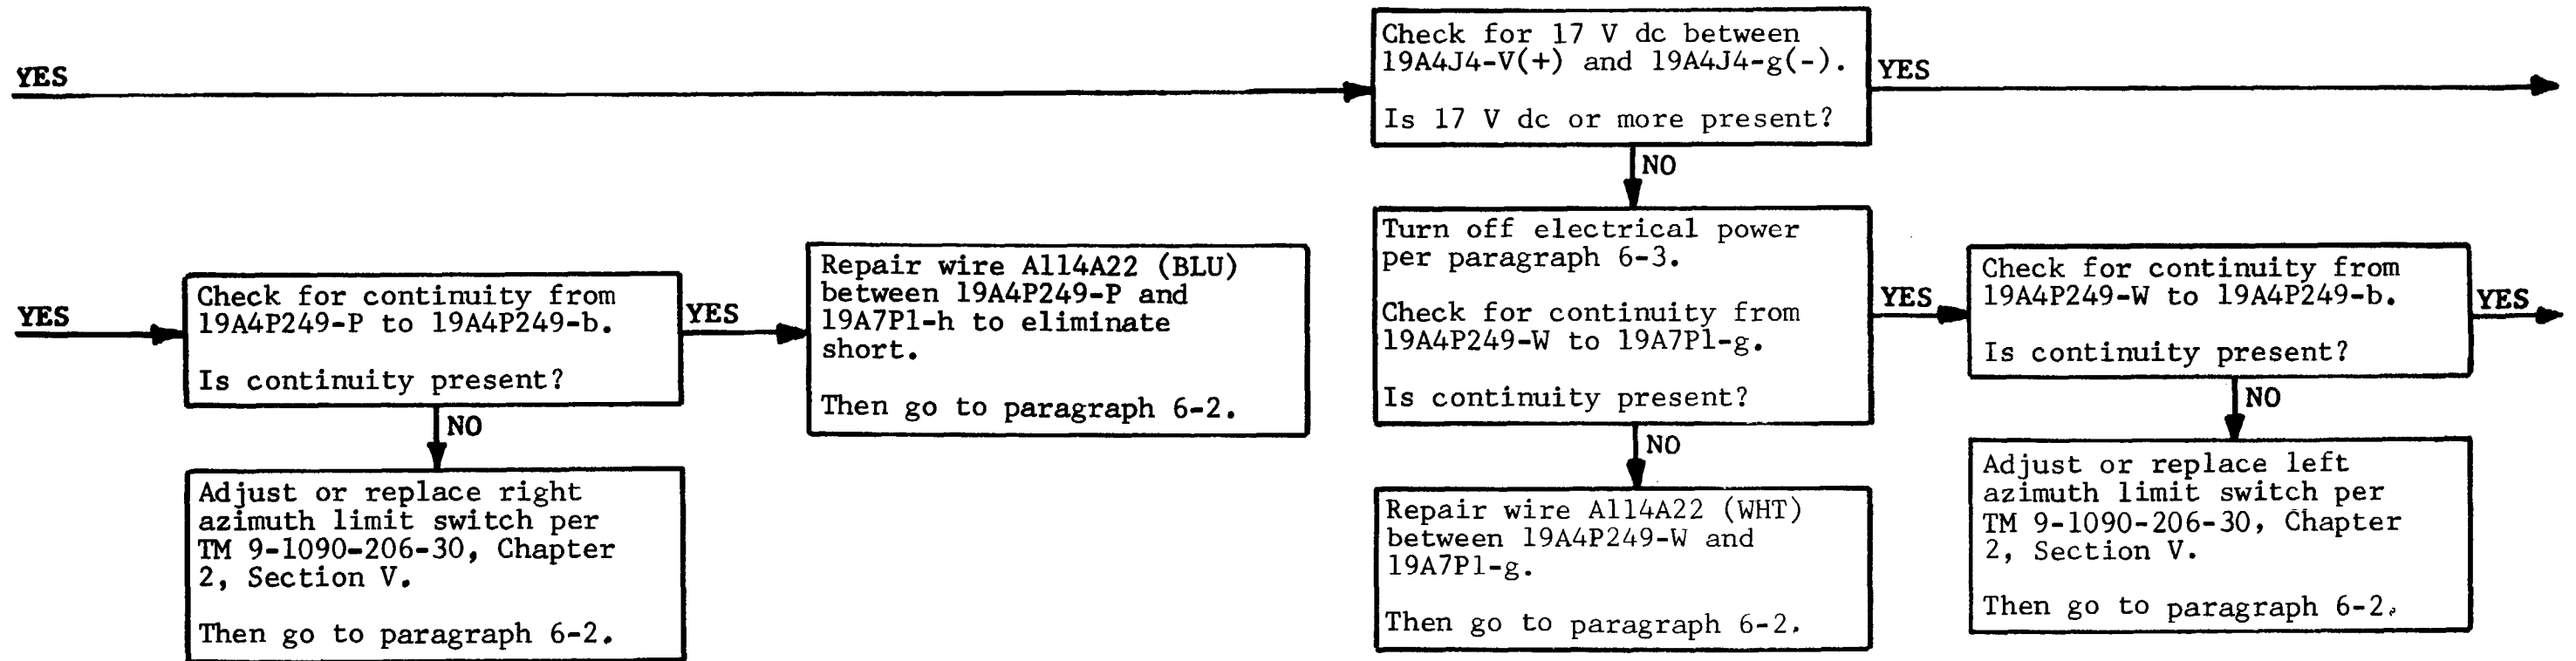 YES
Check for 17 V dc between
19A4J4-V(+) and 19A4J4-g(-).
Is 17 V dc or more present?
YES
NO
YES
Check for continuity from
19A4P249-P to 19A4P249-b.
Is continuity present?
YES
Repair wire A114A22 (BLU)
between 19A4P249-P and
19A7P1-h to eliminate
short.
Then go to paragraph 6-2.
NO
Adjust or replace right
azimuth limit switch per
TM 9-1090-206-30, Chapter
2, Section V.
Then go to paragraph 6-2.
Turn off electrical power
per paragraph 6-3.
Check for continuity from
19A4P249-W to 19A7P1-g.
Is continuity present?
YES
Check for continuity from
19A4P249-W to 19A4P249-b.
Is continuity present?
YES
NO
Repair wire A114A22 (WHT)
between 19A4P249-W and
19A7P1-g.
Then go to paragraph 6-2.
NO
Adjust or replace left
azimuth limit switch per
TM 9-1090-206-30, Chapter
2, Section V.
Then go to paragraph 6-2.